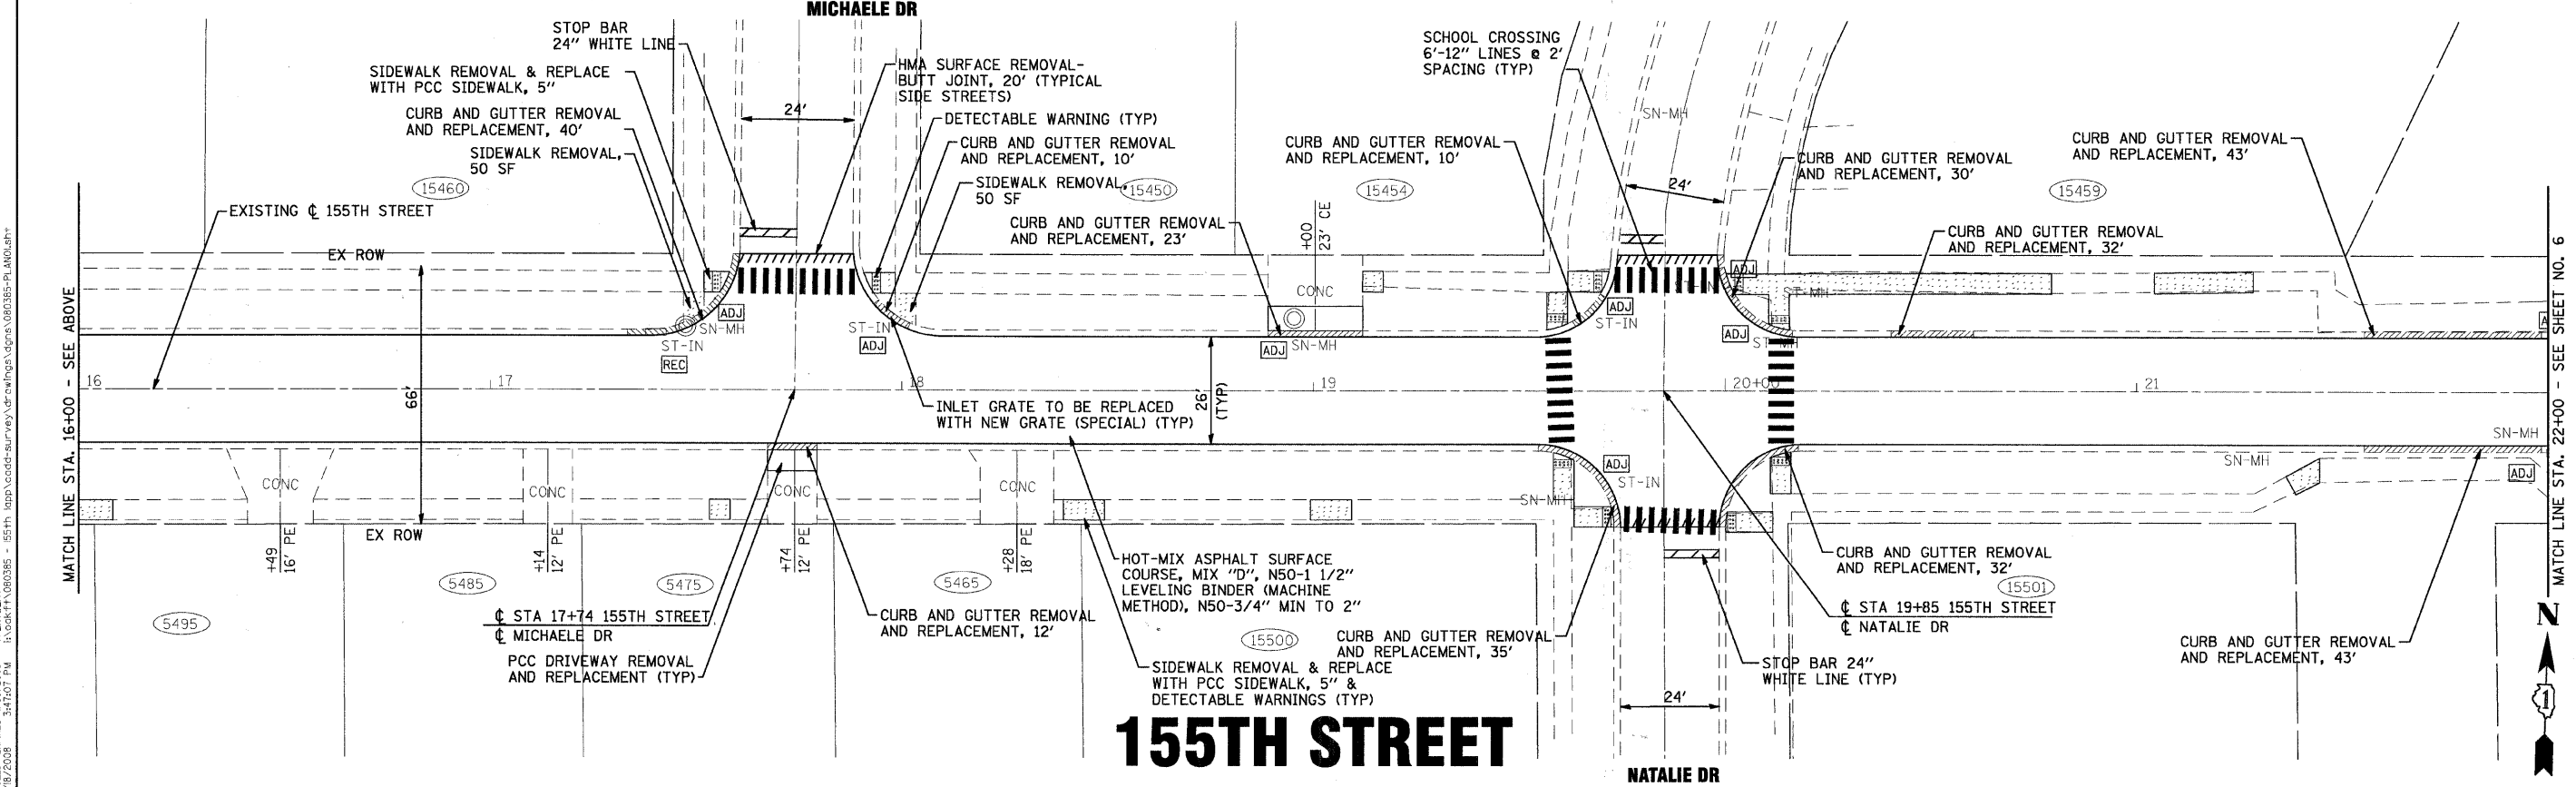 MICHAELE DR
STOP BAR
24" WHITE LINE
SIDEWALK REMOVAL & REPLACE
WITH PCC SIDEWALK, 5"
CURB AND GUTTER REMOVAL
AND REPLACEMENT, 40'
SIDEWALK REMOVAL,
50 SF
15460
EXISTING ℄ 155TH STREET
EX ROW
24'
HMA SURFACE REMOVAL-
BUTT JOINT, 20' (TYPICAL
SIDE STREETS)
DETECTABLE WARNING (TYP)
CURB AND GUTTER REMOVAL
AND REPLACEMENT, 10'
SIDEWALK REMOVAL,
50 SF
15450
CURB AND GUTTER REMOVAL
AND REPLACEMENT, 23'
+00
23' CE
CONC
SCHOOL CROSSING
6'-12" LINES @ 2'
SPACING (TYP)
CURB AND GUTTER REMOVAL
AND REPLACEMENT, 10'
15454
SN-MH
24'
CURB AND GUTTER REMOVAL
AND REPLACEMENT, 30'
CURB AND GUTTER REMOVAL
AND REPLACEMENT, 43'
15459
CURB AND GUTTER REMOVAL
AND REPLACEMENT, 32'
ADJ
SN-MH
ST-IN
REC
ST-IN
ADJ
ADJ
SN-MH
ADJ
ST-IN
ADJ
ST-IN
ST-MH
ADJ
ST-MH
MATCH LINE STA. 16+00 - SEE ABOVE
16
17
18
19
20+00
21
66'
26'
(TYP)
INLET GRATE TO BE REPLACED
WITH NEW GRATE (SPECIAL) (TYP)
MATCH LINE STA. 22+00 - SEE SHEET NO. 6
SN-MH
SN-MH
ADJ
ADJ
ST-IN
SN-MH
CONC
CONC
CONC
CONC
EX ROW
+49
16' PE
+14
12' PE
+74
12' PE
+28
18' PE
5495
5485
5475
5465
℄ STA 17+74 155TH STREET
℄ MICHAELE DR
PCC DRIVEWAY REMOVAL
AND REPLACEMENT (TYP)
CURB AND GUTTER REMOVAL
AND REPLACEMENT, 12'
HOT-MIX ASPHALT SURFACE
COURSE, MIX "D", N50-1 1/2"
LEVELING BINDER (MACHINE
METHOD), N50-3/4" MIN TO 2"
15500
SIDEWALK REMOVAL & REPLACE
WITH PCC SIDEWALK, 5" &
DETECTABLE WARNINGS (TYP)
CURB AND GUTTER REMOVAL
AND REPLACEMENT, 35'
CURB AND GUTTER REMOVAL
AND REPLACEMENT, 32'
15501
℄ STA 19+85 155TH STREET
℄ NATALIE DR
STOP BAR 24"
WHITE LINE (TYP)
24'
CURB AND GUTTER REMOVAL
AND REPLACEMENT, 43'
155TH STREET
NATALIE DR
N
1
3:47:07 PM